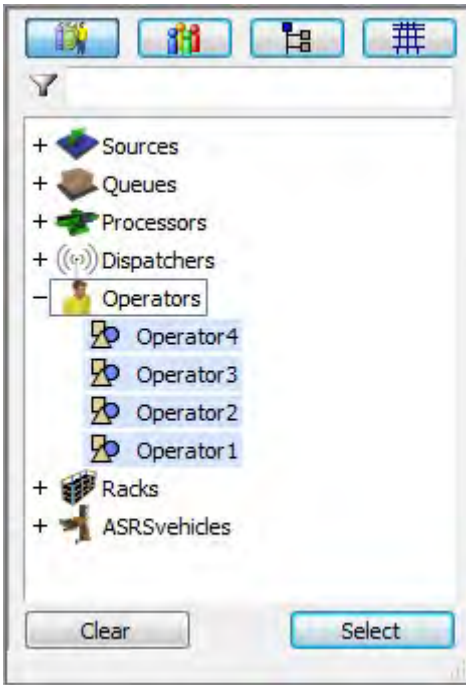 Sources
Queues
Processors
Dispatchers
Operators
Operator4
Operator3
Operator2
Operator1
Racks
ASRSvehicles
Clear Select